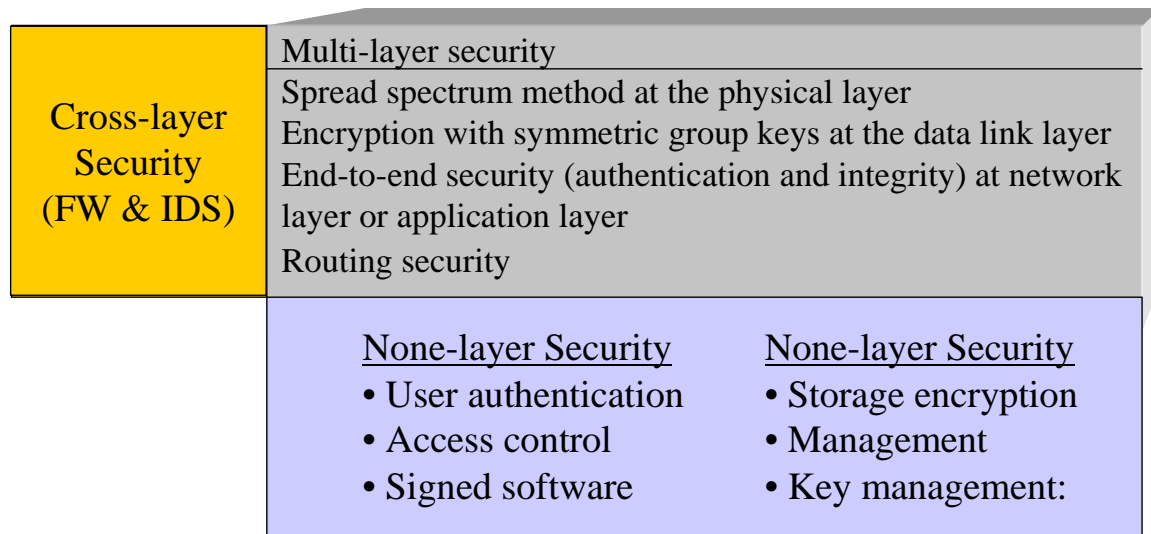 Cross-layer
Security
(FW & IDS)
Multi-layer security
Spread spectrum method at the physical layer
Encryption with symmetric group keys at the data link layer
End-to-end security (authentication and integrity) at network
layer or application layer
Routing security
None-layer Security
• User authentication
• Access control
• Signed software
None-layer Security
• Storage encryption
• Management
• Key management: